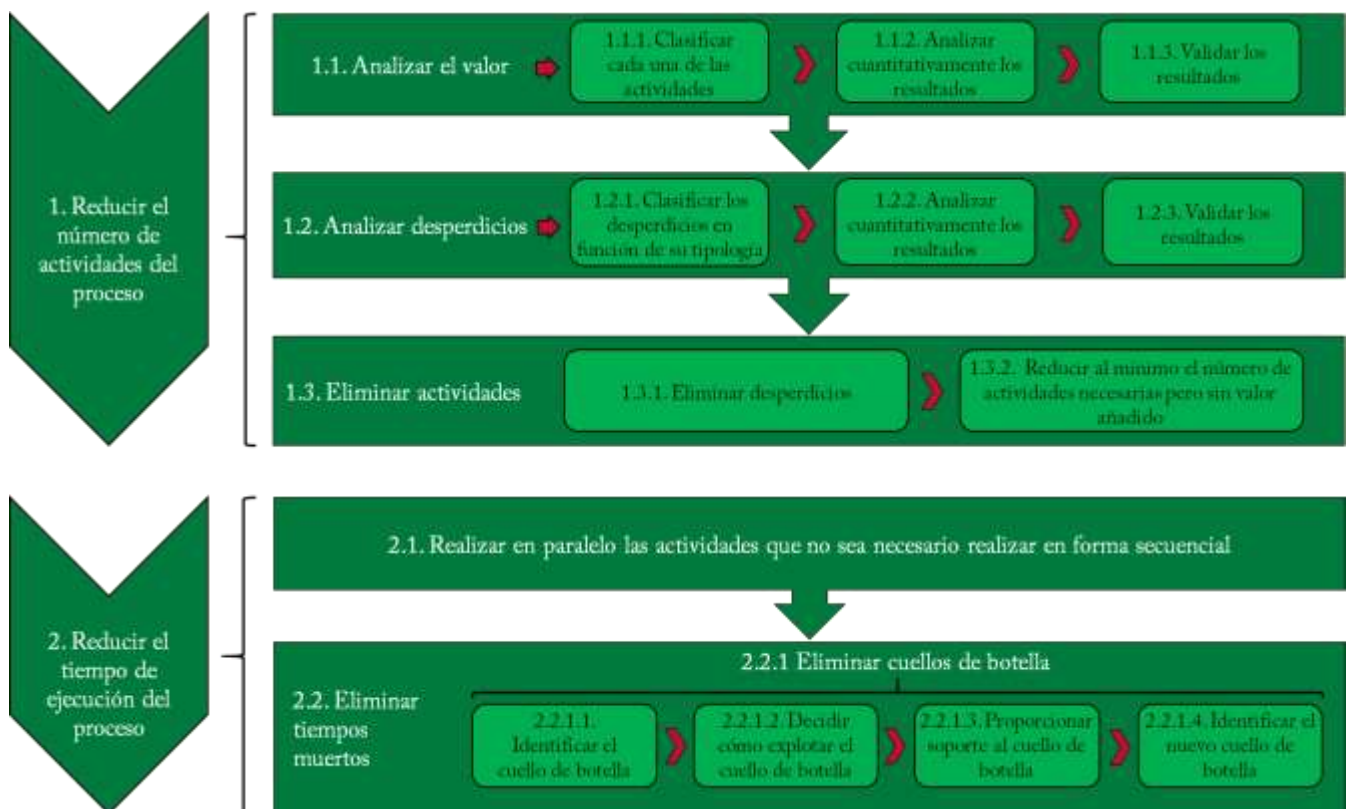 1. Reducir el
número de
actividades del
proceso
1.1. Analizar el valor
1.1.1. Clasificar
cada una de las
actividades
1.1.2. Analizar
cuantitativamente los
resultados
1.1.3. Validar los
resultados
1.2. Analizar desperdicios
1.2.1. Clasificar los
desperdicios en
función de su tipología
1.2.2. Analizar
cuantitativamente los
resultados
1.2.3. Validar los
resultados
1.3. Eliminar actividades
1.3.1. Eliminar desperdicios
1.3.2. Reducir al mínimo el número de
actividades necesarias pero sin valor
añadido
2. Reducir el
tiempo de
ejecución del
proceso
2.1. Realizar en paralelo las actividades que no sea necesario realizar en forma secuencial
2.2. Eliminar
tiempos
muertos
2.2.1 Eliminar cuellos de botella
2.2.1.1.
Identificar el
cuello de botella
2.2.1.2. Decidir
cómo explotar el
cuello de botella
2.2.1.3. Proporcionar
soporte al cuello de
botella
2.2.1.4. Identificar el
nuevo cuello de
botella